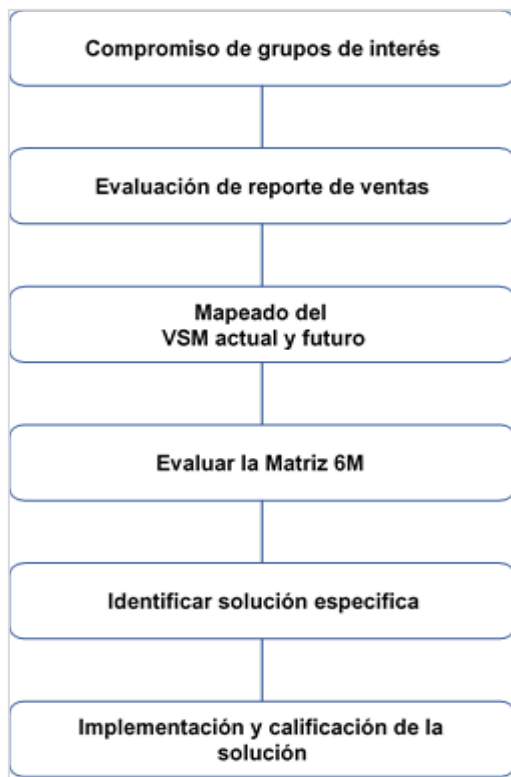 Compromiso de grupos de interés
Evaluación de reporte de ventas
Mapeado del
VSM actual y futuro
Evaluar la Matriz 6M
Identificar solución especifica
Implementación y calificación de la
solución